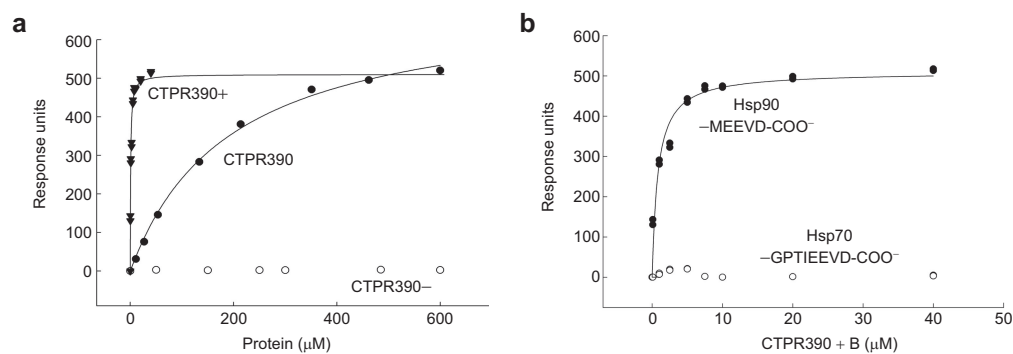 a
600
500
400
300
200
100
0
Response units
CTPR390+
CTPR390
CTPR390−
0
200
400
600
Protein (μM)
b
600
500
400
300
200
100
0
Response units
Hsp90
−MEEVD-COO⁻
Hsp70
−GPTIEEVD-COO⁻
0
10
20
30
40
50
CTPR390 + B (μM)